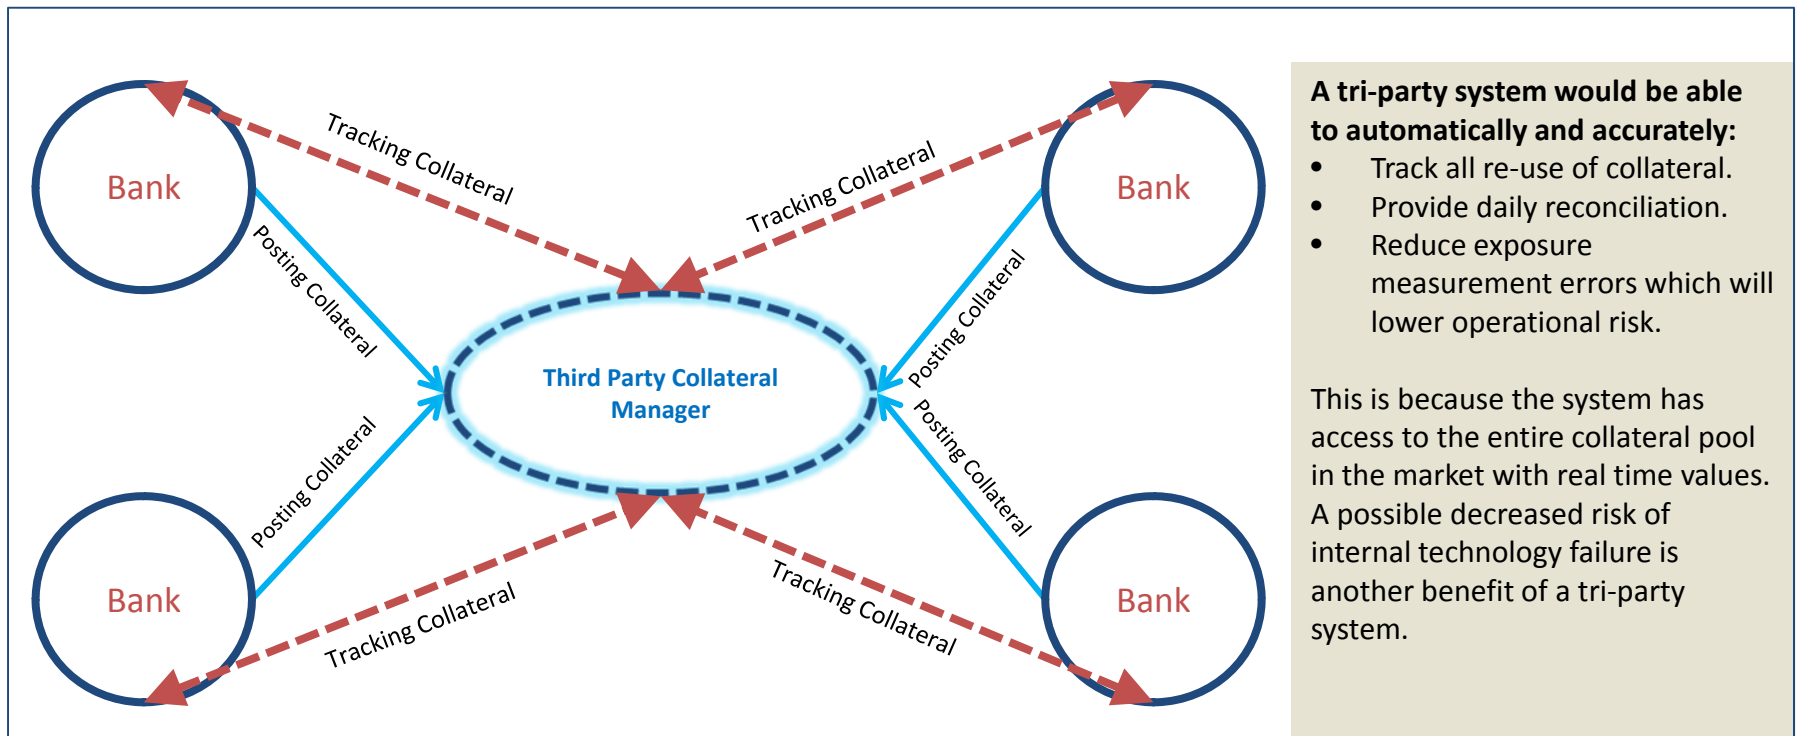 Bank
Tracking Collateral
Tracking Collateral
Bank
Posting Collateral
Posting Collateral
Third Party Collateral
Manager
Posting Collateral
Posting Collateral
Bank
Tracking Collateral
Tracking Collateral
Bank
A tri-party system would be able
to automatically and accurately:
• Track all re-use of collateral.
• Provide daily reconciliation.
• Reduce exposure
measurement errors which will
lower operational risk.
This is because the system has
access to the entire collateral pool
in the market with real time values.
A possible decreased risk of
internal technology failure is
another benefit of a tri-party
system.